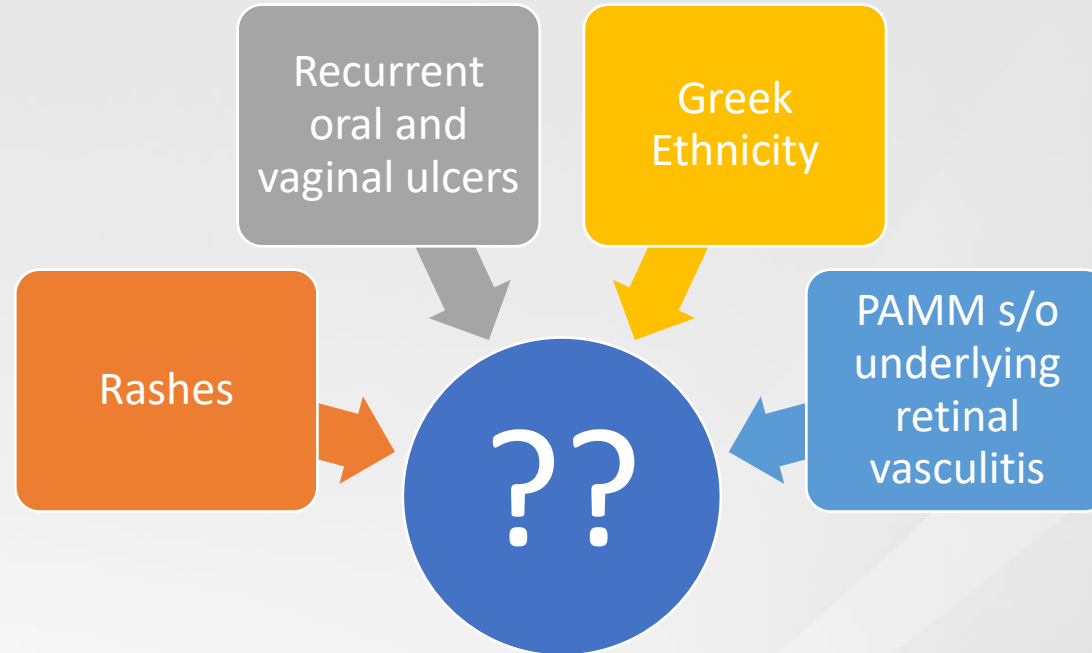 Rashes
Recurrent
oral and
vaginal ulcers
Greek
Ethnicity
PAMM s/o
underlying
retinal
vasculitis
??